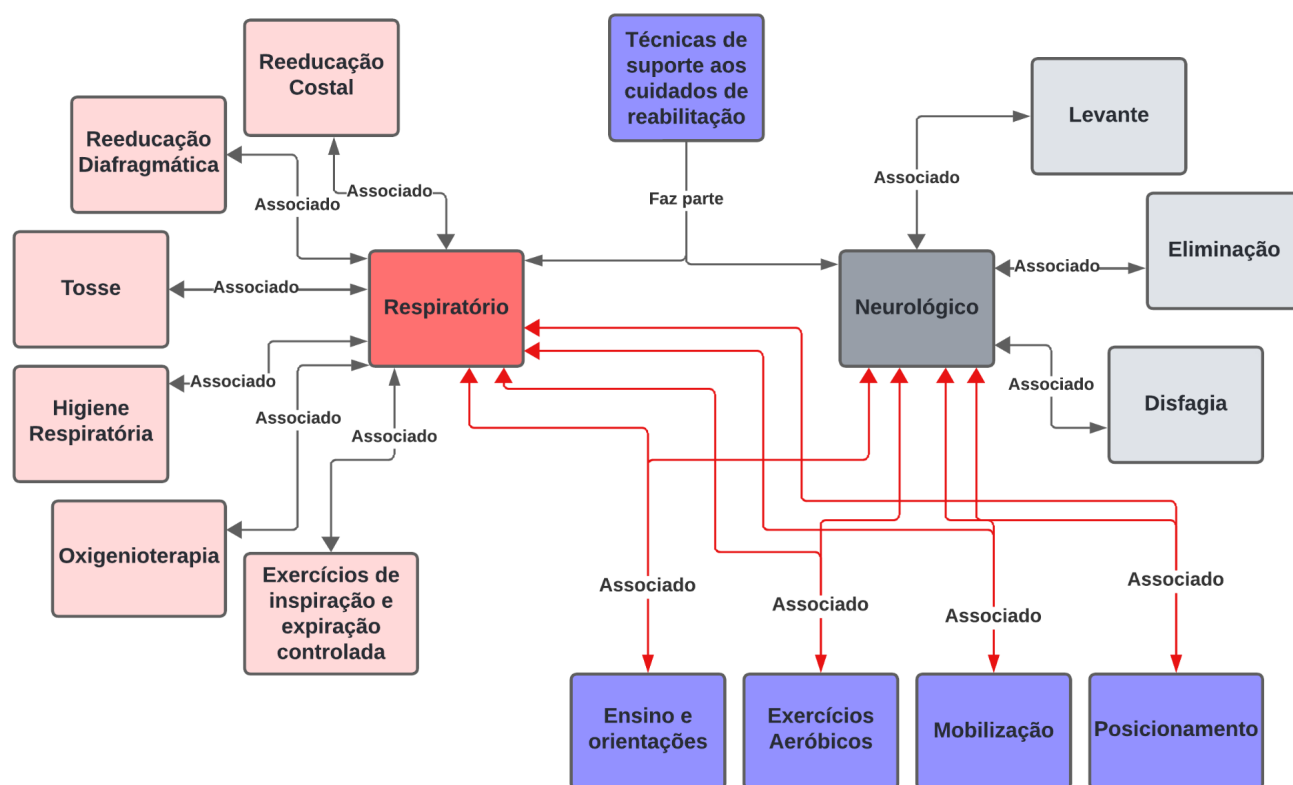 Técnicas de
suporte aos
cuidados de
reabilitação
Reeducação
Costal
Reeducação
Diafragmática
Levante
Associado
Associado
Associado
Faz parte
Tosse
Associado
Respiratório
Neurológico
Associado
Eliminação
Higiene
Respiratória
Associado
Associado
Associado
Associado
Disfagia
Oxigenioterapia
Exercícios de
inspiração e
expiração
controlada
Associado
Associado
Associado
Associado
Ensino e
orientações
Exercícios
Aeróbicos
Mobilização
Posicionamento